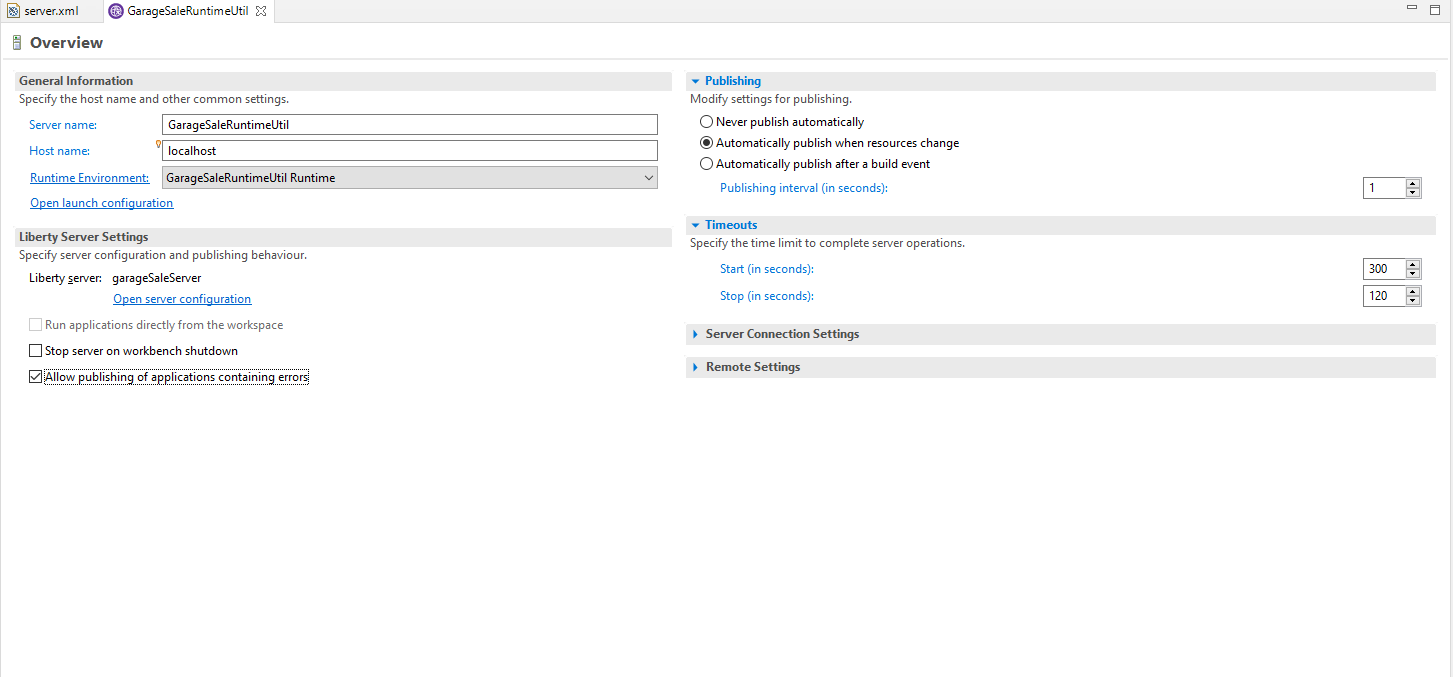 server.xml
GarageSaleRuntimeUtil
Overview
General Information
Specify the host name and other common settings.
Server name: GarageSaleRuntimeUtil
Host name: localhost
Runtime Environment: GarageSaleRuntimeUtil Runtime
Open launch configuration
Liberty Server Settings
Specify server configuration and publishing behaviour.
Liberty server: garageSaleServer
Open server configuration
Run applications directly from the workspace
Stop server on workbench shutdown
Allow publishing of applications containing errors
Publishing
Modify settings for publishing.
Never publish automatically
Automatically publish when resources change
Automatically publish after a build event
Publishing interval (in seconds): 1
Timeouts
Specify the time limit to complete server operations.
Start (in seconds): 300
Stop (in seconds): 120
Server Connection Settings
Remote Settings